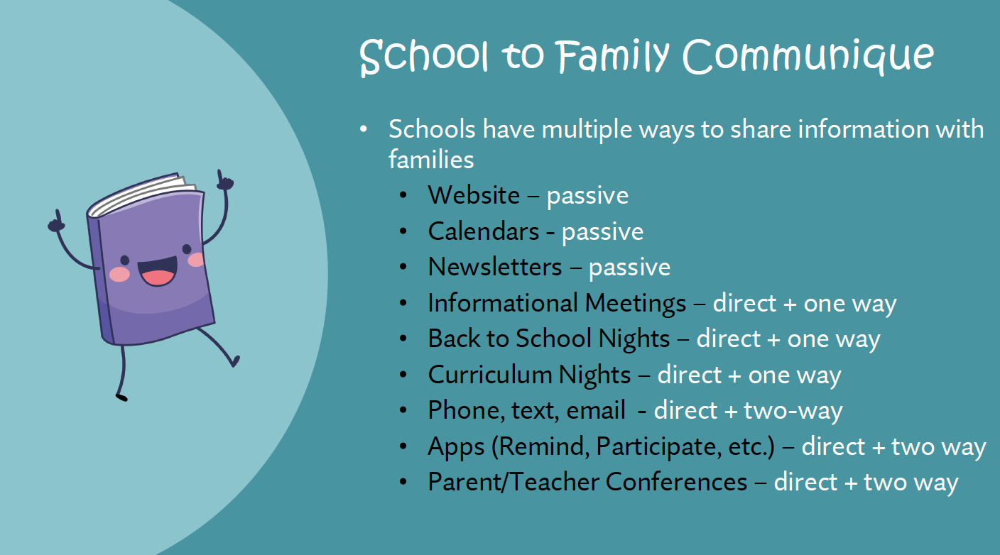 School to Family Communique
• Schools have multiple ways to share information with
families
• Website – passive
• Calendars - passive
• Newsletters – passive
• Informational Meetings – direct + one way
• Back to School Nights – direct + one way
• Curriculum Nights – direct + one way
• Phone, text, email  - direct + two-way
• Apps (Remind, Participate, etc.) – direct + two way
• Parent/Teacher Conferences – direct + two way